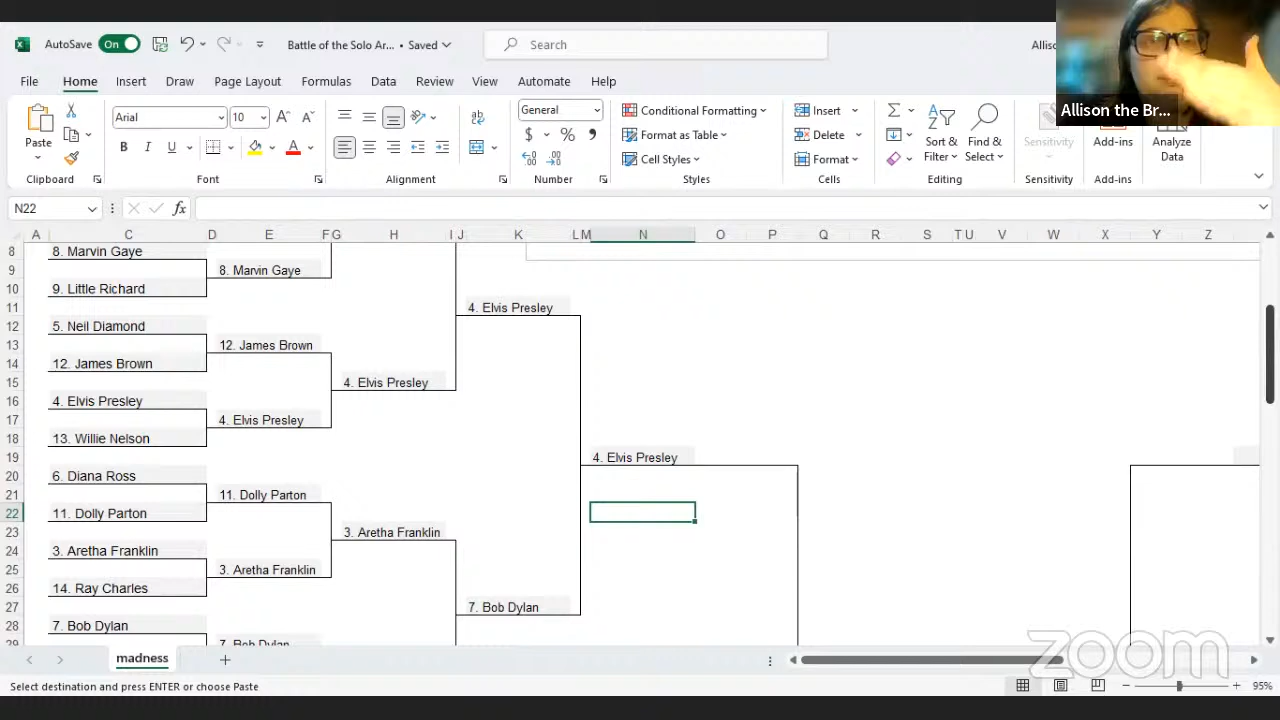 AutoSave On Battle of the Solo Ar... • Saved Search Allis
File Home Insert Draw Page Layout Formulas Data Review View Automate Help
Allison the Br...
Paste
Clipboard
Arial 10
B I U A
Font
Alignment
General
$ % 9
Number
Conditional Formatting
Format as Table
Cell Styles
Styles
Insert
Delete
Format
Cells
Sort & Filter
Find & Select
Editing
Sensitivity
Sensitivity
Add-ins
Add-ins
Analyze Data
N22 fx
A C D E F G H I J K L M N O P Q R S T U V W X Y Z
8 8. Marvin Gaye
9 8. Marvin Gaye
10 9. Little Richard
11 4. Elvis Presley
12 5. Neil Diamond
13 12. James Brown
14 12. James Brown
15 4. Elvis Presley
16 4. Elvis Presley
17 4. Elvis Presley
18 13. Willie Nelson
19 4. Elvis Presley
20 6. Diana Ross
21 11. Dolly Parton
22 11. Dolly Parton
23 3. Aretha Franklin
24 3. Aretha Franklin
25 3. Aretha Franklin
26 14. Ray Charles
27 7. Bob Dylan
28 7. Bob Dylan
29 7. Bob Dylan
zoom
madness
Select destination and press ENTER or choose Paste 95%